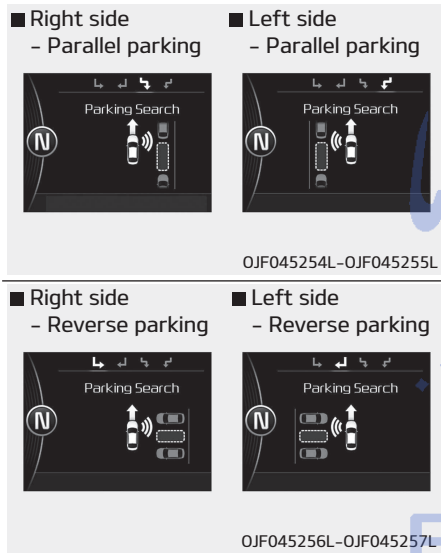 ■ Right side
- Parallel parking
■ Left side
- Parallel parking
Parking Search
N
Parking Search
N
OJF045254L-OJF045255L
■ Right side
- Reverse parking
■ Left side
- Reverse parking
Parking Search
N
Parking Search
N
OJF045256L-OJF045257L